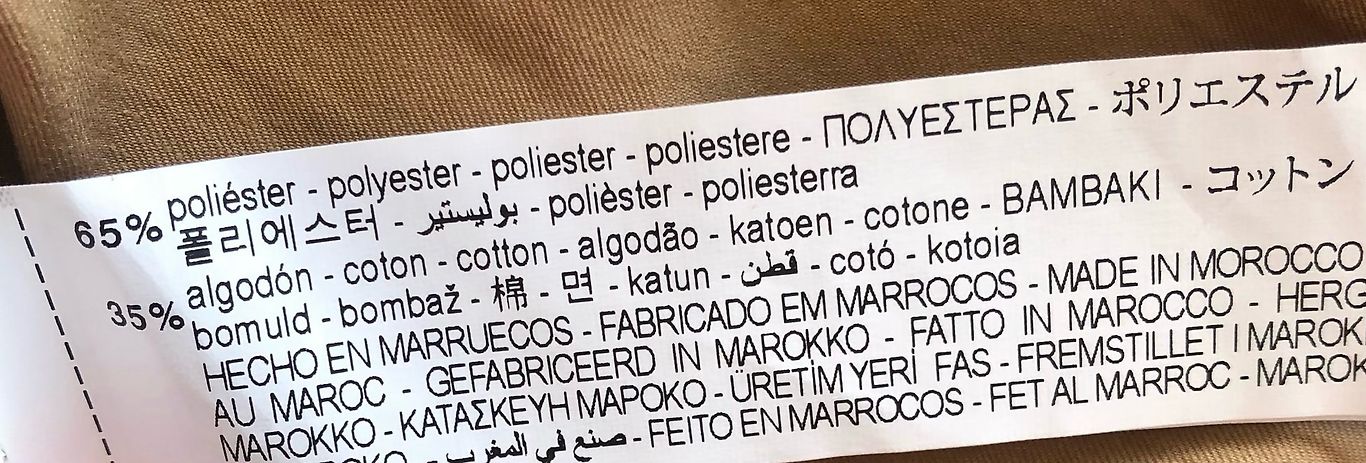 65% poliéster - polyester - poliester - poliestere - ΠΟΛΥΕΣΤΕΡΑΣ - ポリエステル
폴리에스터 - بوليستير - polièster - poliesterra
35% algodón - coton - cotton - algodão - katoen - cotone - BAMBAKI - コットン
bomuld - bombaž - 棉 - 면 - katun - قطن - cotó - kotoia
HECHO EN MARRUECOS - FABRICADO EM MARROCOS - MADE IN MOROCCO
AU MAROC - GEFABRICEERD IN MAROKKO - FATTO IN MAROCCO - HERG
MAROKKO - ΚΑΤΑΣΚΕΥΗ ΜΑΡΟΚΟ - ÜRETİM YERİ FAS - FREMSTILLET I MAROK
صنع في المغرب - FEITO EN MARROCOS - FET AL MARROC - MAROK